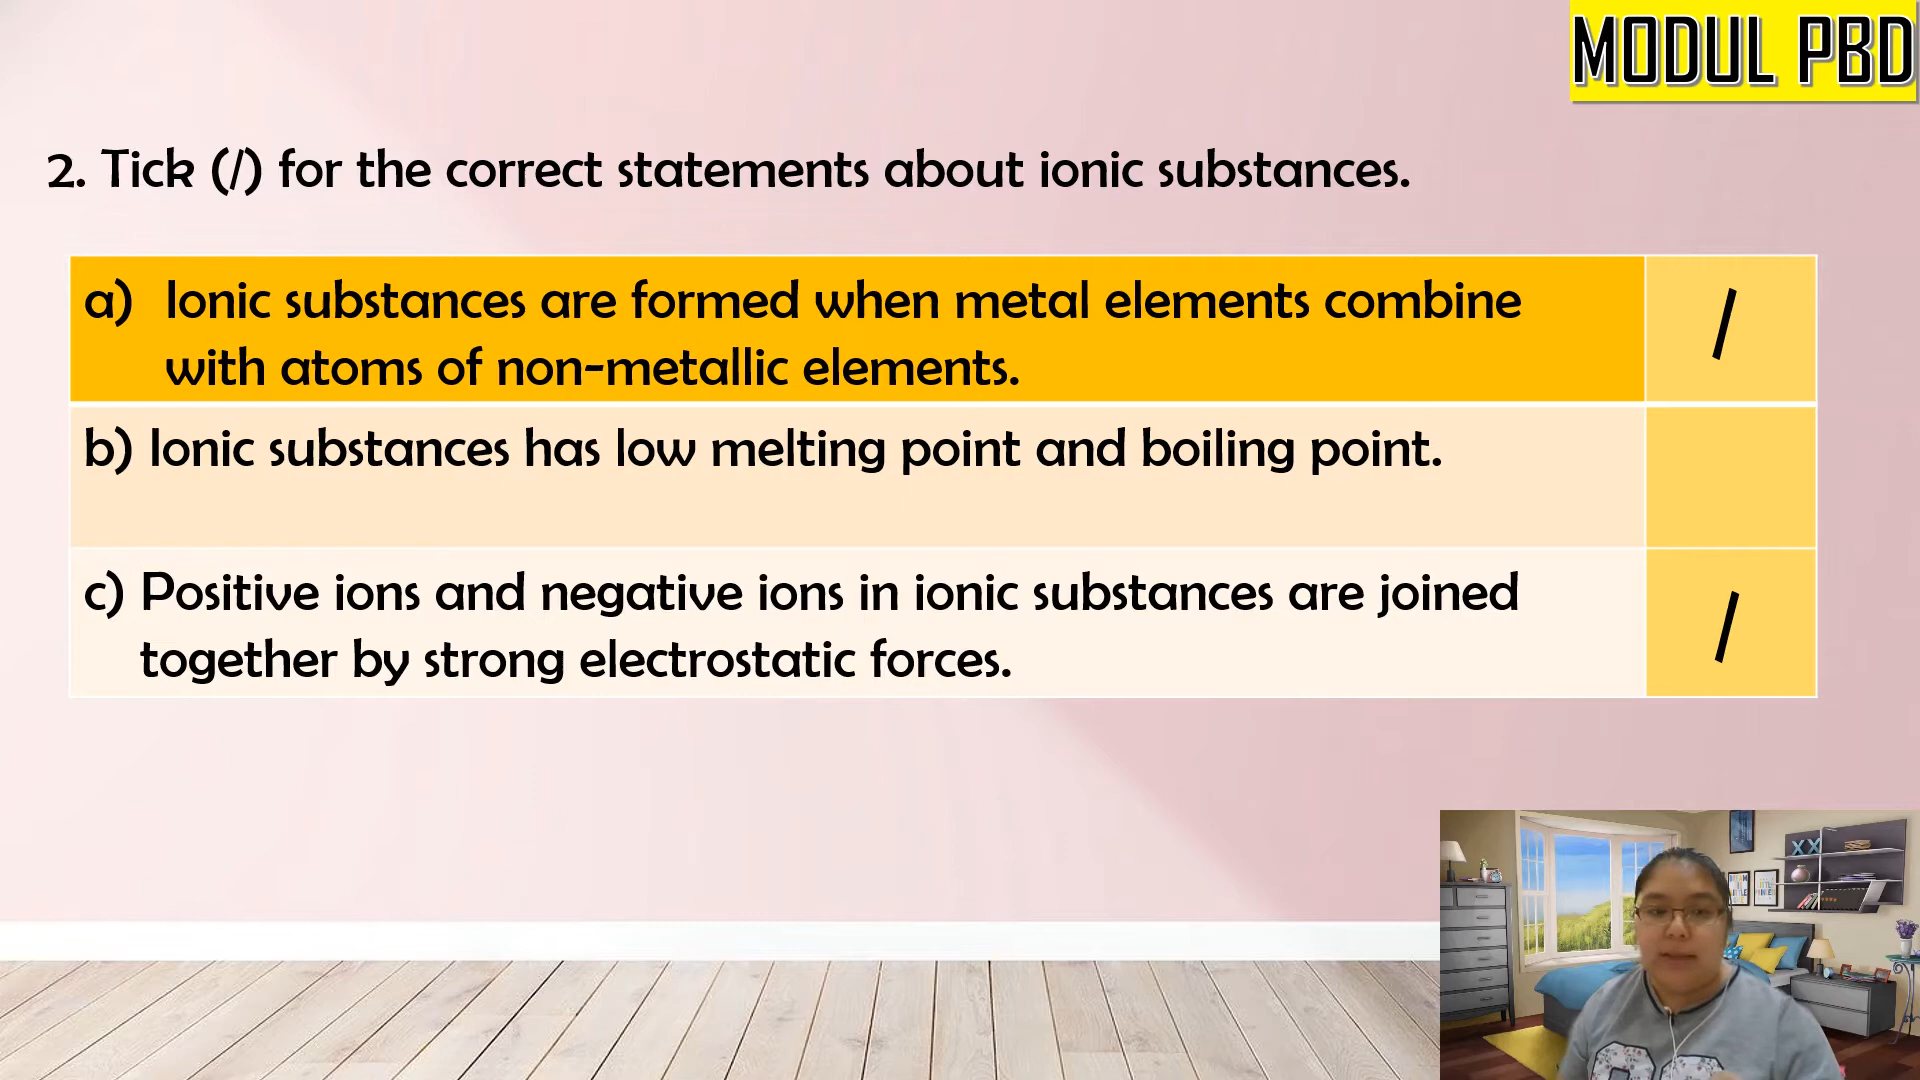 MODUL PBD
2. Tick (/) for the correct statements about ionic substances.
a) Ionic substances are formed when metal elements combine
with atoms of non-metallic elements.
/
b) Ionic substances has low melting point and boiling point.
c) Positive ions and negative ions in ionic substances are joined
together by strong electrostatic forces.
/